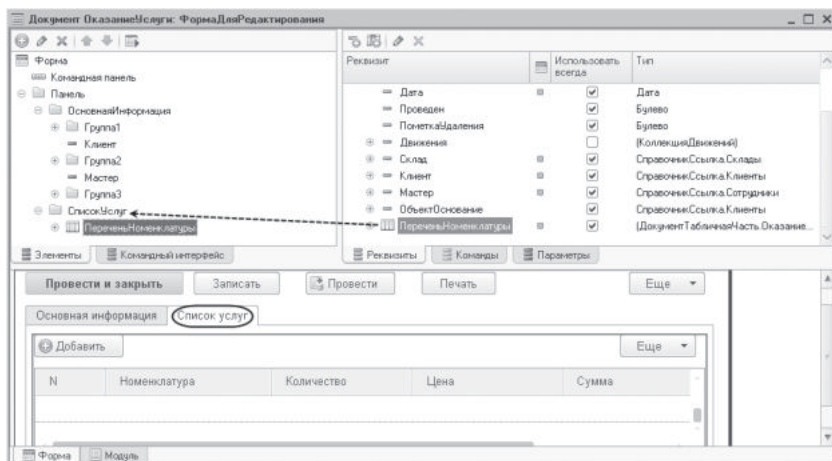 Документ ОказаниеУслуги: ФормаДляРедактирования
Форма
Командная панель
Панель
ОсновнаяИнформация
Группа1
Клиент
Группа2
Мастер
Группа3
СписокУслуг
ПереченьНоменклатуры
Элементы
Командный интерфейс
Реквизит Использовать всегда Тип
Дата Дата
Проведен Булево
ПометкаУдаления Булево
Движения (КоллекцияДвижений)
Склад СправочникСсылка.Склады
Клиент СправочникСсылка.Клиенты
Мастер СправочникСсылка.Сотрудники
ОбъектОснование СправочникСсылка.Клиенты
ПереченьНоменклатуры (ДокументТабличнаяЧасть.Оказание...
Реквизиты Команды Параметры
Провести и закрыть Записать Провести Печать Еще
Основная информация Список услуг
Добавить Еще
N Номенклатура Количество Цена Сумма
Форма Модуль